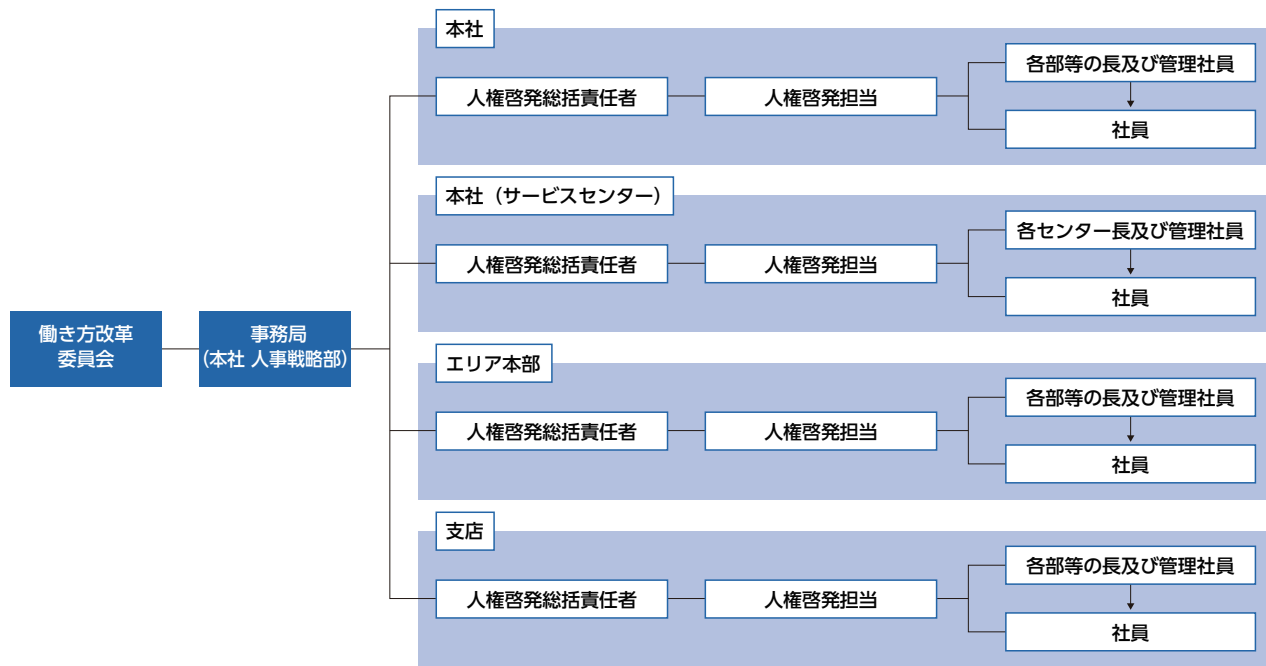 働き方改革
委員会
事務局
(本社 人事戦略部)
本社
人権啓発総括責任者
人権啓発担当
各部等の長及び管理社員
社員
本社（サービスセンター）
人権啓発総括責任者
人権啓発担当
各センター長及び管理社員
社員
エリア本部
人権啓発総括責任者
人権啓発担当
各部等の長及び管理社員
社員
支店
人権啓発総括責任者
人権啓発担当
各部等の長及び管理社員
社員